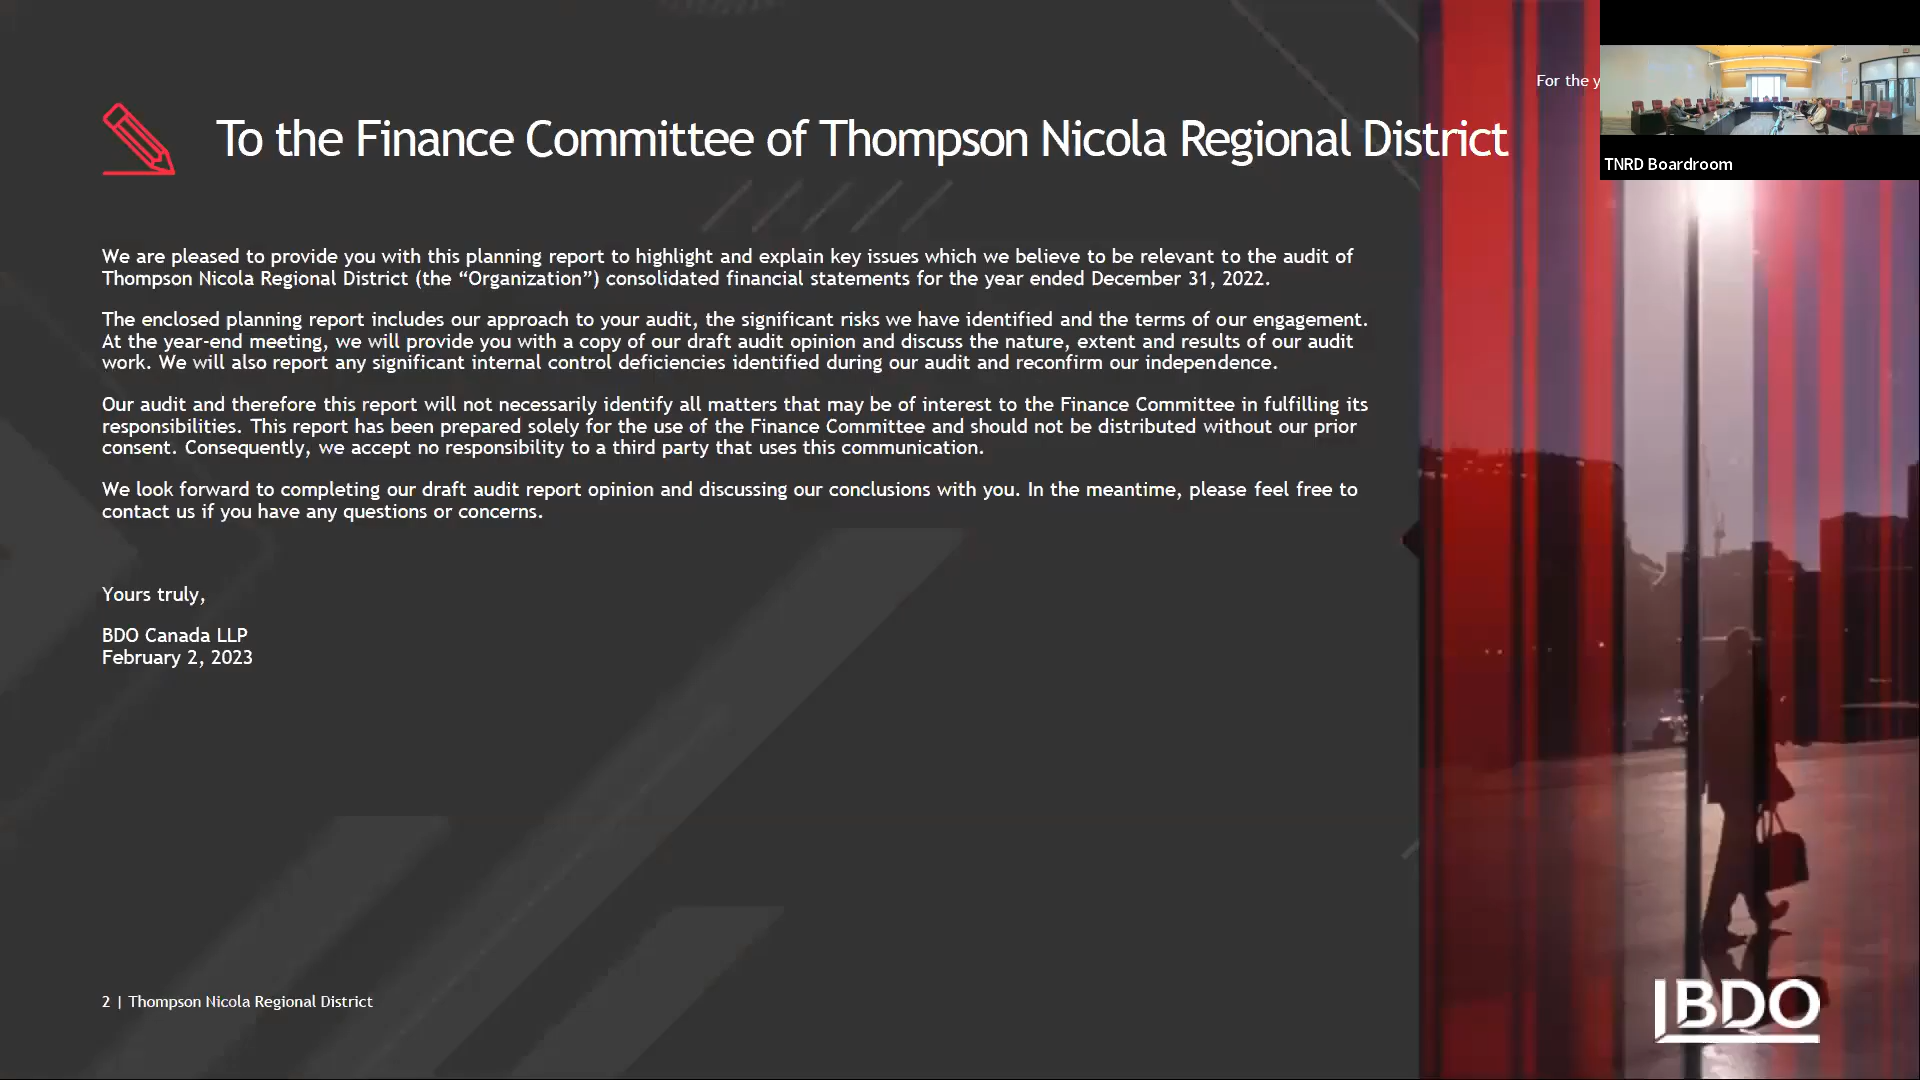 For the y
TNRD Boardroom
To the Finance Committee of Thompson Nicola Regional District
We are pleased to provide you with this planning report to highlight and explain key issues which we believe to be relevant to the audit of
Thompson Nicola Regional District (the “Organization”) consolidated financial statements for the year ended December 31, 2022.
The enclosed planning report includes our approach to your audit, the significant risks we have identified and the terms of our engagement.
At the year-end meeting, we will provide you with a copy of our draft audit opinion and discuss the nature, extent and results of our audit
work. We will also report any significant internal control deficiencies identified during our audit and reconfirm our independence.
Our audit and therefore this report will not necessarily identify all matters that may be of interest to the Finance Committee in fulfilling its
responsibilities. This report has been prepared solely for the use of the Finance Committee and should not be distributed without our prior
consent. Consequently, we accept no responsibility to a third party that uses this communication.
We look forward to completing our draft audit report opinion and discussing our conclusions with you. In the meantime, please feel free to
contact us if you have any questions or concerns.
Yours truly,
BDO Canada LLP
February 2, 2023
2 | Thompson Nicola Regional District
BDO